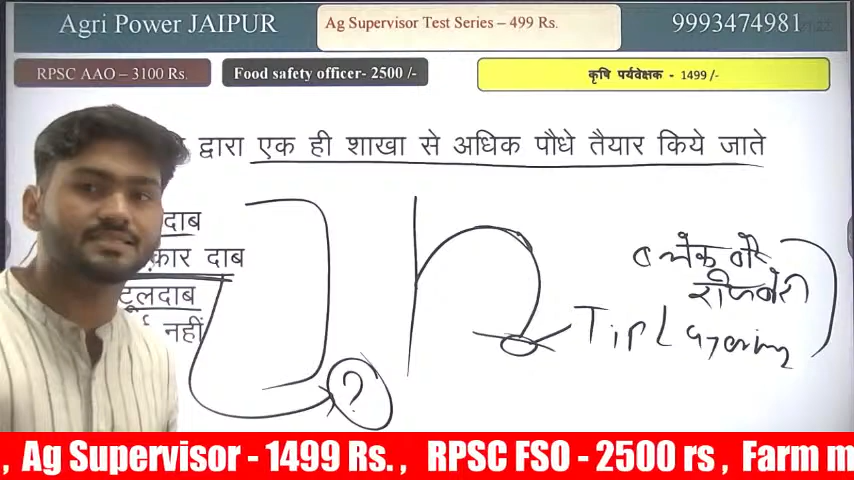 Agri Power JAIPUR
Ag Supervisor Test Series – 499 Rs.
9993474981
RPSC AAO – 3100 Rs.
Food safety officer- 2500 /-
कृषि पर्यवेक्षक - 1499 /-
द्वारा एक ही शाखा से अधिक पौधे तैयार किये जाते
दाब
कार दाब
टूलदाब
नहीं
?
Tip Layering
, Ag Supervisor - 1499 Rs. , RPSC FSO - 2500 rs , Farm m